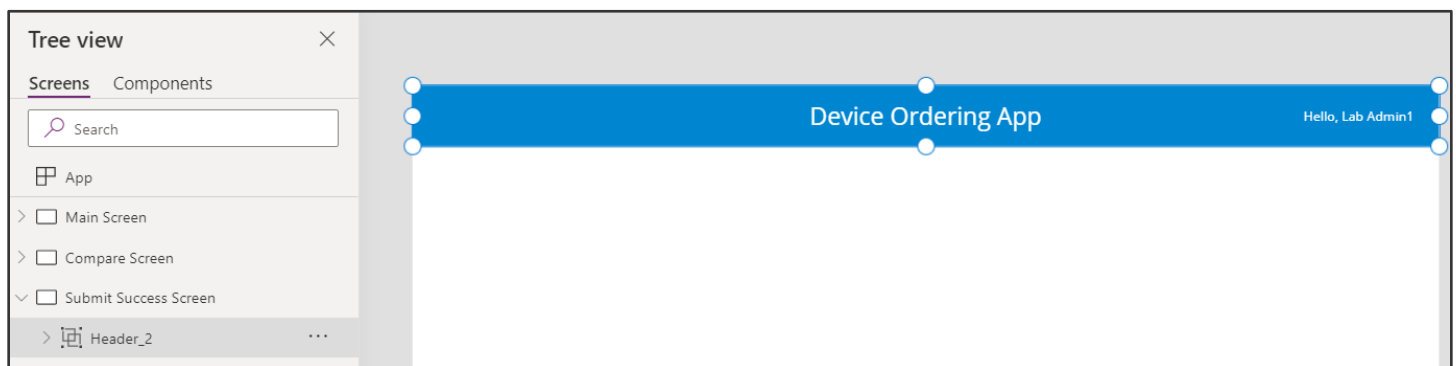 Tree view
Screens Components
Search
App
Main Screen
Compare Screen
Submit Success Screen
Header_2
Device Ordering App
Hello, Lab Admin1